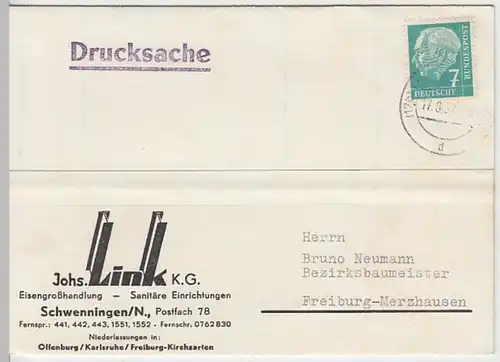 Drucksache
7
DEUTSCHE
BUNDESPOST
d
Johs. Link K.G.
Eisengroßhandlung – Sanitäre Einrichtungen
Schwenningen/N., Postfach 78
Fernspr.: 441, 442, 443, 1551, 1552 - Fernschr. 0762830
Niederlassungen in:
Offenburg/Karlsruhe/Freiburg-Kirchzarten
Herrn
Bruno Neumann
Bezirksbaumeister
Freiburg-Merzhausen